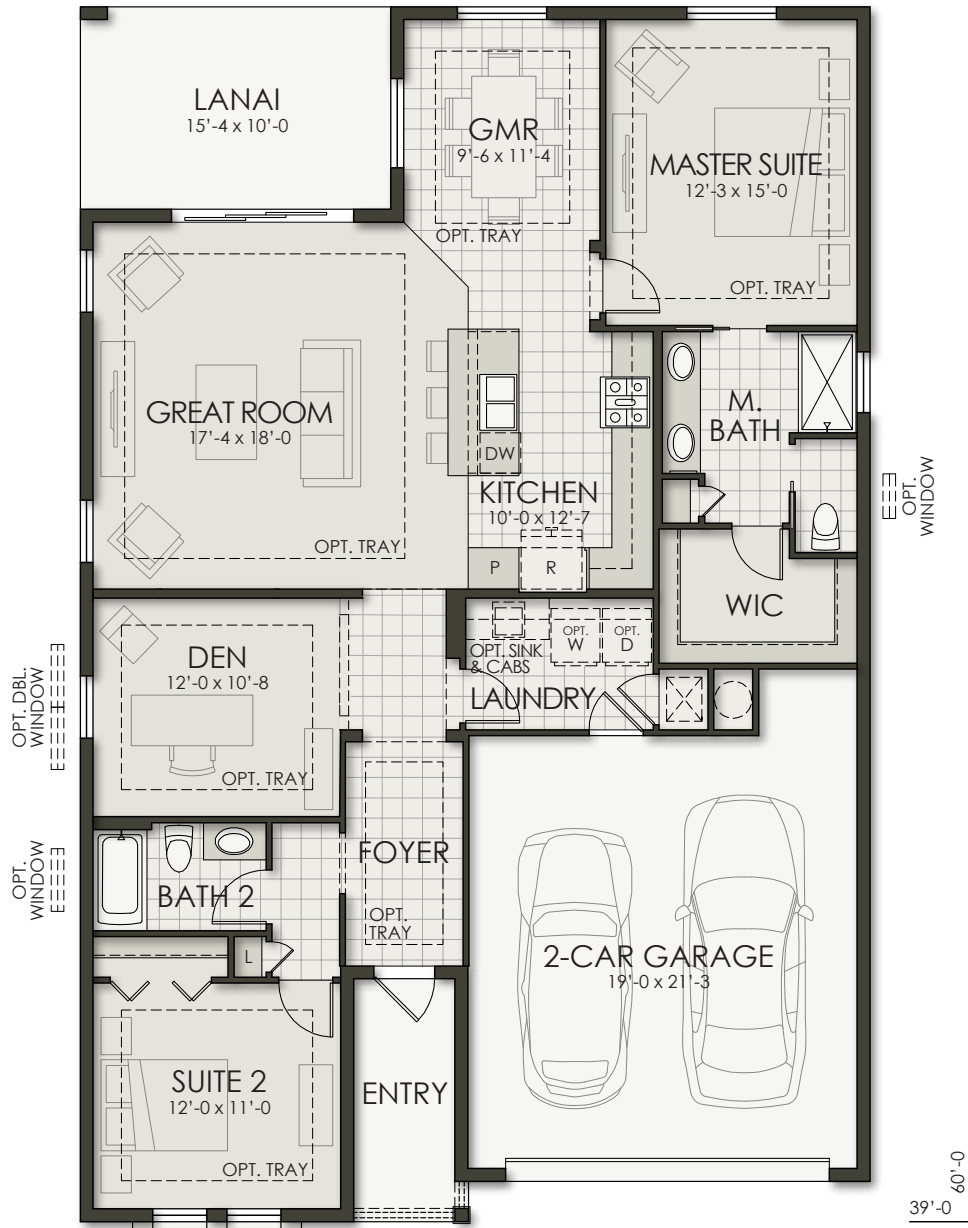 LANAI
15'-4 x 10'-0
GMR
9'-6 x 11'-4
OPT. TRAY
MASTER SUITE
12'-3 x 15'-0
OPT. TRAY
GREAT ROOM
17'-4 x 18'-0
OPT. TRAY
DW
KITCHEN
10'-0 x 12'-7
P
R
M.
BATH
OPT.
WINDOW
WIC
DEN
12'-0 x 10'-8
OPT. TRAY
OPT. DBL.
WINDOW
OPT. SINK
& CABS
OPT.
W
OPT.
D
LAUNDRY
FOYER
OPT.
TRAY
OPT.
WINDOW
BATH 2
L
2-CAR GARAGE
19'-0 x 21'-3
SUITE 2
12'-0 x 11'-0
OPT. TRAY
ENTRY
60'-0
39'-0